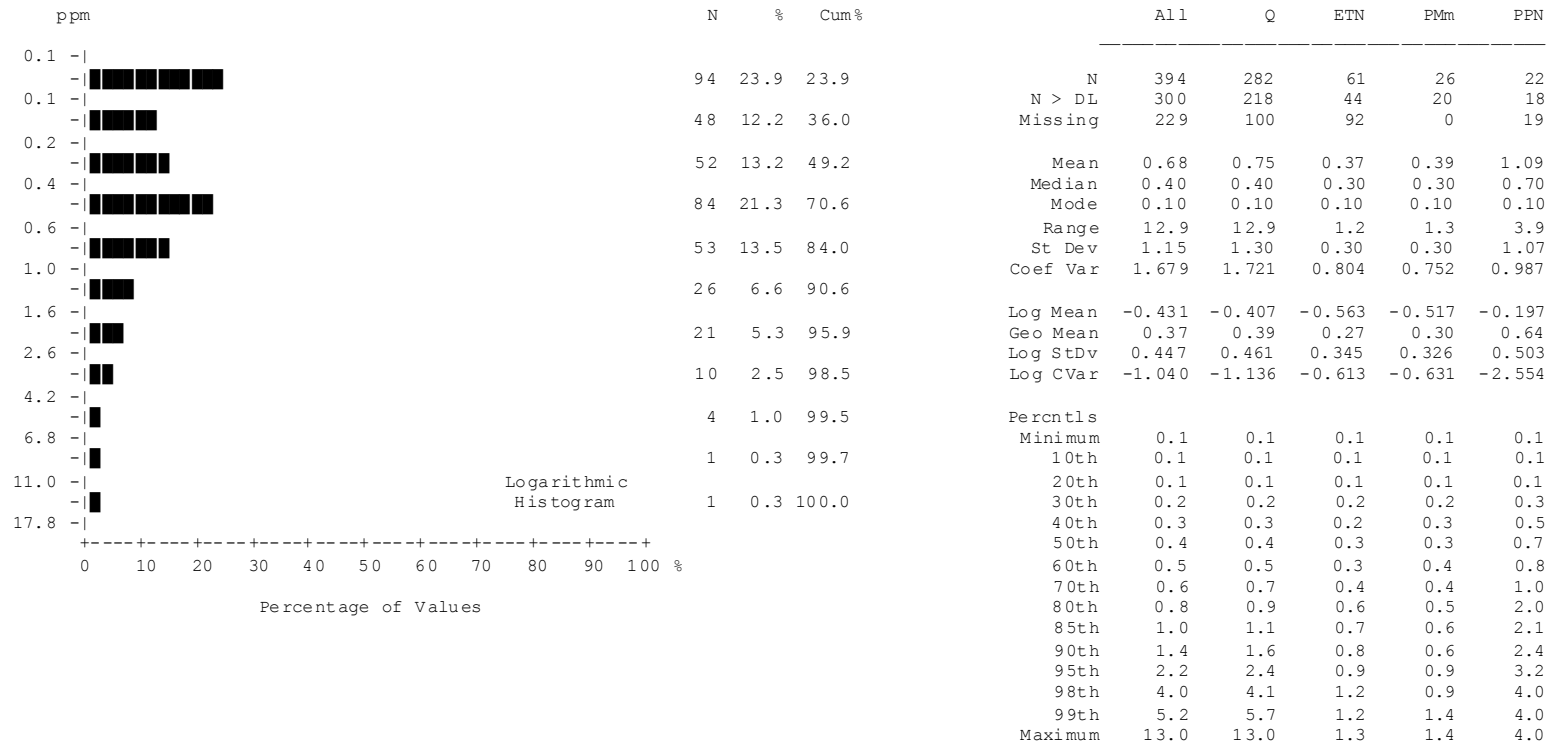 ppm N % Cum%
0.1 -|
-| 94 23.9 23.9
0.1 -|
-| 48 12.2 36.0
0.2 -|
-| 52 13.2 49.2
0.4 -|
-| 84 21.3 70.6
0.6 -|
-| 53 13.5 84.0
1.0 -|
-| 26 6.6 90.6
1.6 -|
-| 21 5.3 95.9
2.6 -|
-| 10 2.5 98.5
4.2 -|
-| 4 1.0 99.5
6.8 -|
-| 1 0.3 99.7
11.0 -| Logarithmic
-| Histogram 1 0.3 100.0
17.8 -|
+----+----+----+----+----+----+----+----+----+----+
0 10 20 30 40 50 60 70 80 90 100 %
Percentage of Values
All Q ETN PMm PPN
N 394 282 61 26 22
N > DL 300 218 44 20 18
Missing 229 100 92 0 19
Mean 0.68 0.75 0.37 0.39 1.09
Median 0.40 0.40 0.30 0.30 0.70
Mode 0.10 0.10 0.10 0.10 0.10
Range 12.9 12.9 1.2 1.3 3.9
St Dev 1.15 1.30 0.30 0.30 1.07
Coef Var 1.679 1.721 0.804 0.752 0.987
Log Mean -0.431 -0.407 -0.563 -0.517 -0.197
Geo Mean 0.37 0.39 0.27 0.30 0.64
Log StDv 0.447 0.461 0.345 0.326 0.503
Log CVar -1.040 -1.136 -0.613 -0.631 -2.554
Percntls
Minimum 0.1 0.1 0.1 0.1 0.1
10th 0.1 0.1 0.1 0.1 0.1
20th 0.1 0.1 0.1 0.1 0.1
30th 0.2 0.2 0.2 0.2 0.3
40th 0.3 0.3 0.2 0.3 0.5
50th 0.4 0.4 0.3 0.3 0.7
60th 0.5 0.5 0.3 0.4 0.8
70th 0.6 0.7 0.4 0.4 1.0
80th 0.8 0.9 0.6 0.5 2.0
85th 1.0 1.1 0.7 0.6 2.1
90th 1.4 1.6 0.8 0.6 2.4
95th 2.2 2.4 0.9 0.9 3.2
98th 4.0 4.1 1.2 0.9 4.0
99th 5.2 5.7 1.2 1.4 4.0
Maximum 13.0 13.0 1.3 1.4 4.0